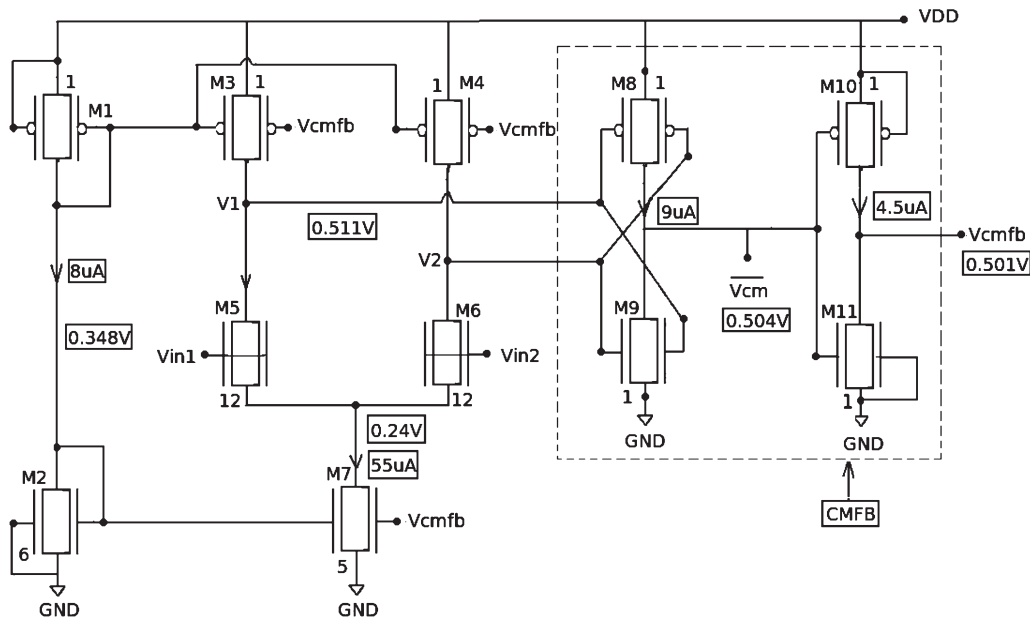 VDD
1
M1
M3
1
Vcmfb
1
M4
Vcmfb
M8
1
M10
1
V1
0.511V
9uA
4.5uA
Vcmfb
0.501V
V2
8uA
Vcm
0.504V
M5
M6
M9
M11
0.348V
Vin1
Vin2
12
12
1
1
GND
GND
0.24V
55uA
M2
M7
Vcmfb
CMFB
6
5
GND
GND